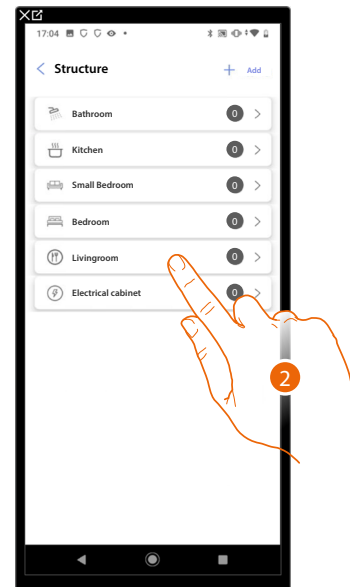 17:04
Structure
Add
Bathroom 0
Kitchen 0
Small Bedroom 0
Bedroom 0
Livingroom 0
Electrical cabinet 0
2